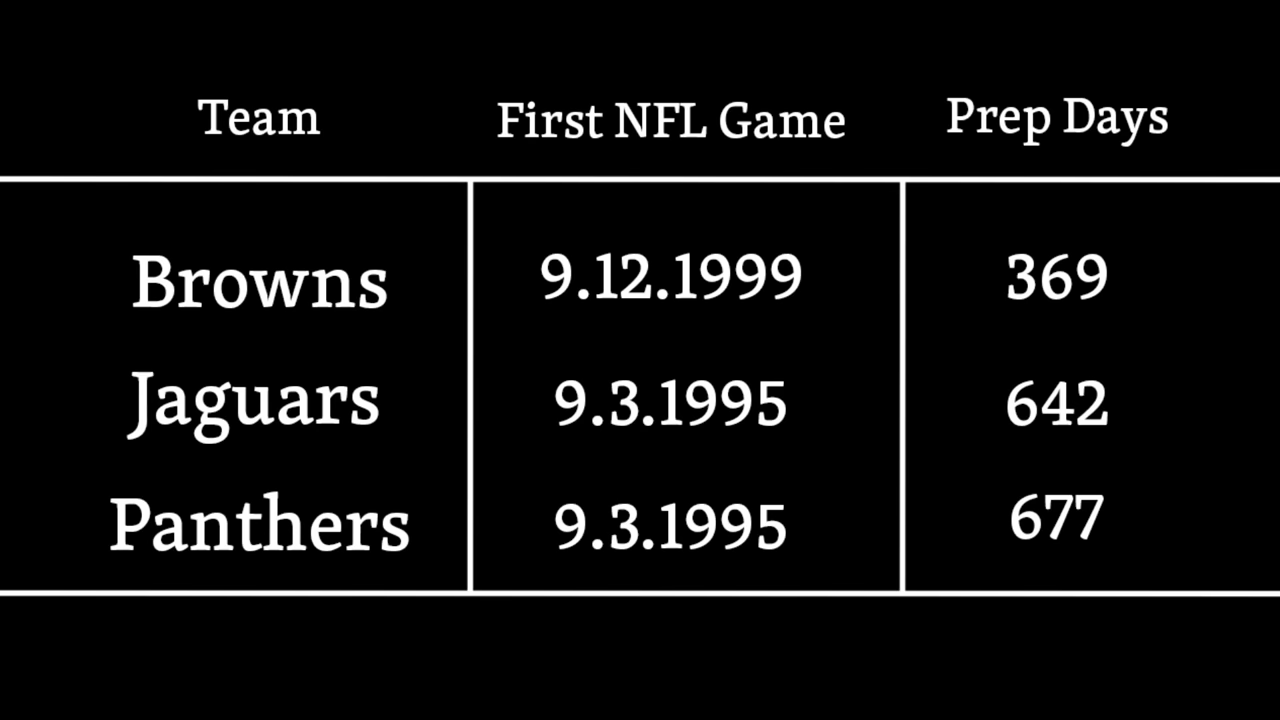 Team First NFL Game Prep Days
Browns 9.12.1999 369
Jaguars 9.3.1995 642
Panthers 9.3.1995 677